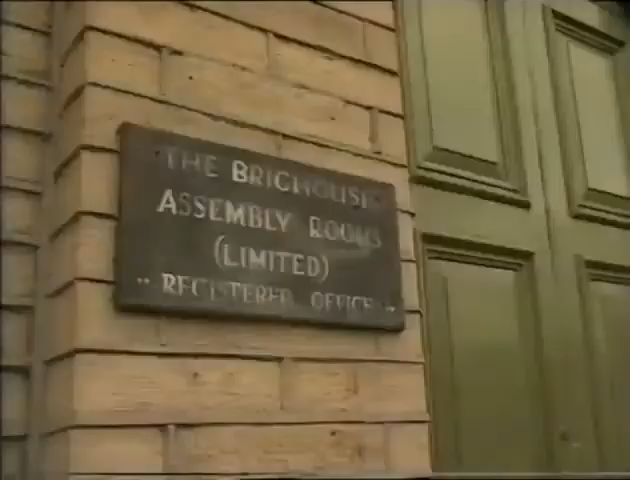 THE BRIGHOUSE
ASSEMBLY ROOMS
(LIMITED)
" REGISTERED OFFICE "